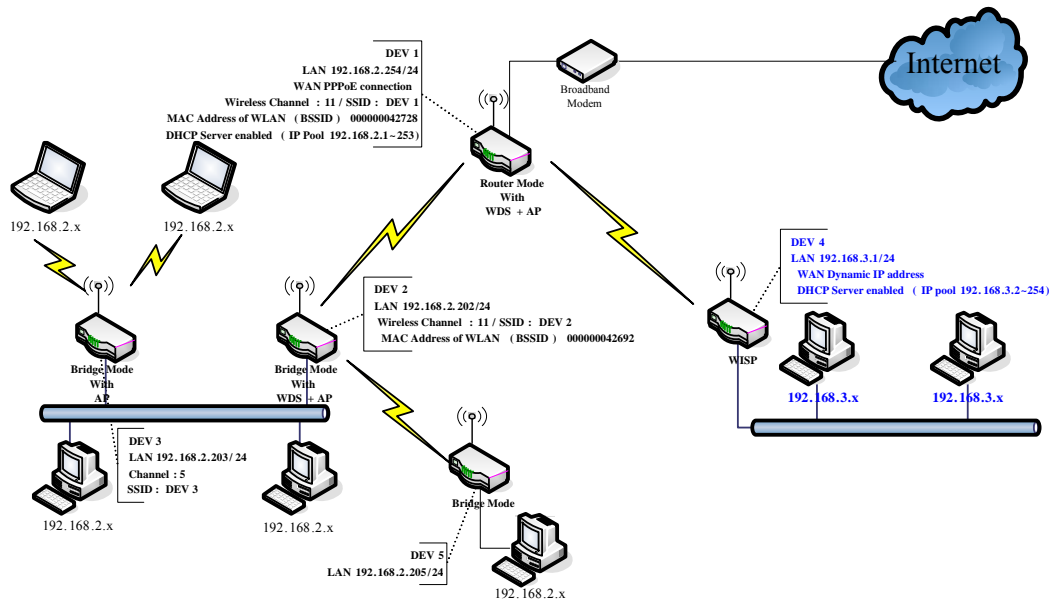 Internet
Broadband
Modem
DEV 1
LAN 192.168.2.254/24
WAN PPPoE connection
Wireless Channel : 11 / SSID : DEV 1
MAC Address of WLAN ( BSSID ) 000000042728
DHCP Server enabled ( IP Pool 192.168.2.1~253)
Router Mode
With
WDS + AP
192.168.2.x
192.168.2.x
DEV 4
LAN 192.168.3.1/24
WAN Dynamic IP address
DHCP Server enabled ( IP pool 192.168.3.2~254)
DEV 2
LAN 192.168.2.202/24
Wireless Channel : 11 / SSID : DEV 2
MAC Address of WLAN ( BSSID ) 000000042692
Bridge Mode
With
AP
Bridge Mode
With
WDS + AP
WISP
192.168.3.x
192.168.3.x
DEV 3
LAN 192.168.2.203/24
Channel : 5
SSID : DEV 3
192.168.2.x
192.168.2.x
Bridge Mode
DEV 5
LAN 192.168.2.205/24
192.168.2.x